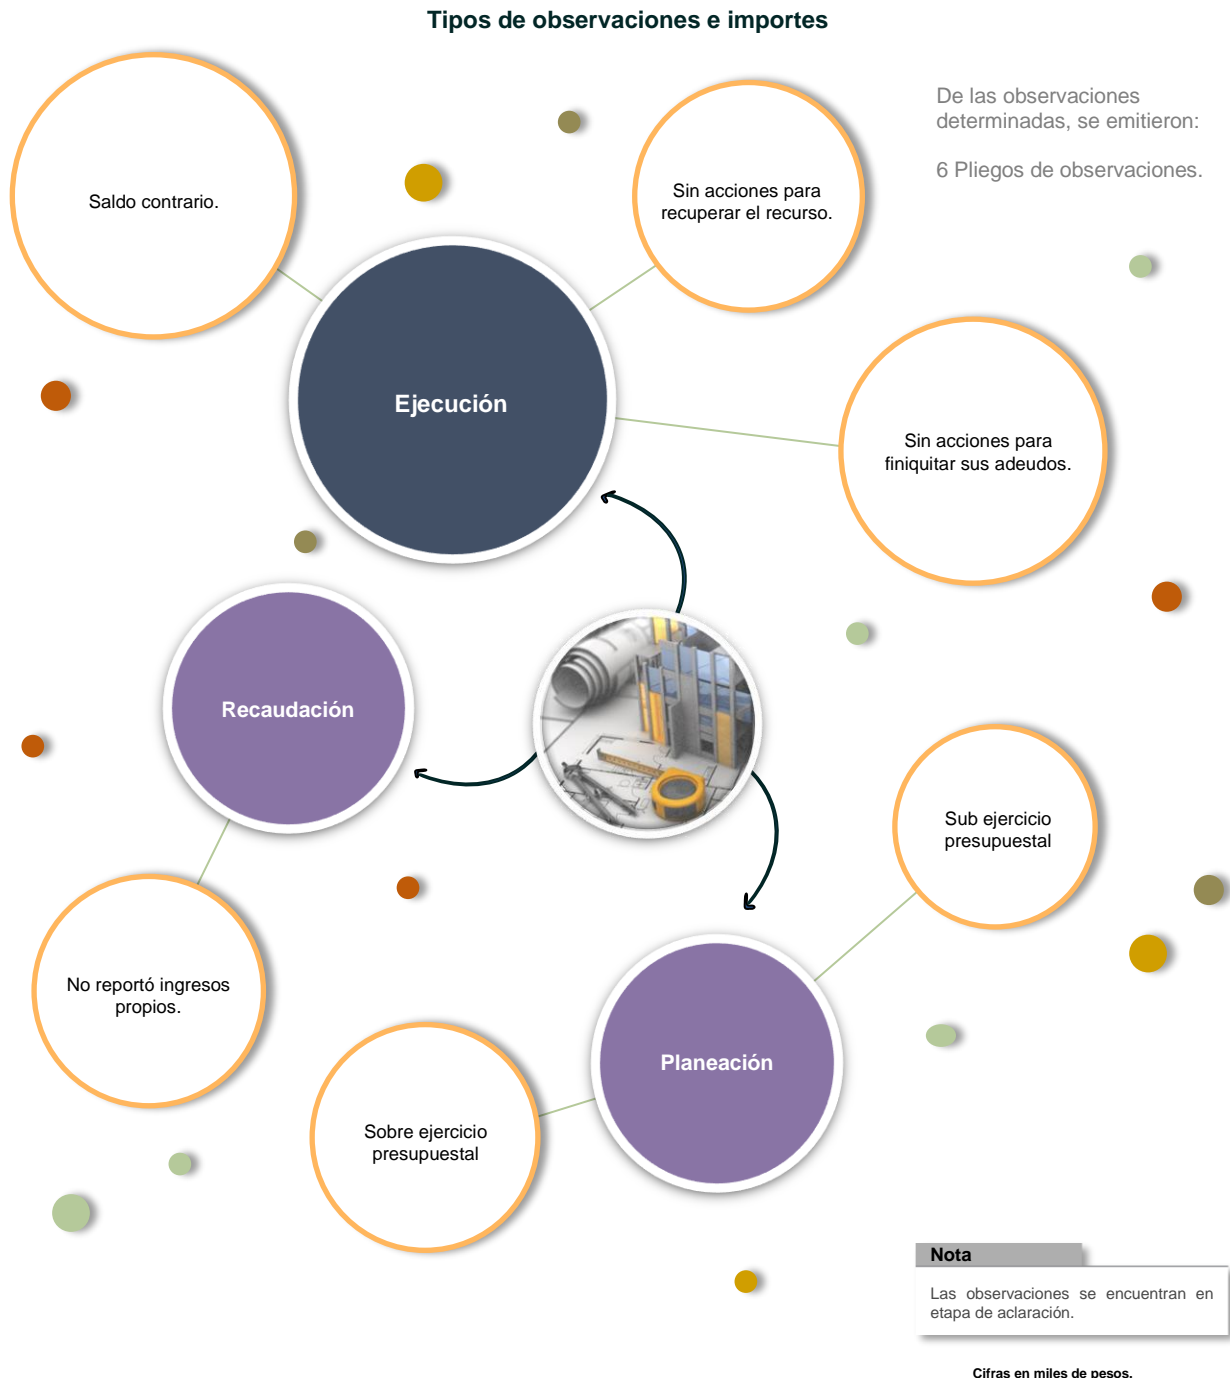 Tipos de observaciones e importes
De las observaciones
determinadas, se emitieron:
6 Pliegos de observaciones.
Saldo contrario.
Sin acciones para
recuperar el recurso.
Ejecución
Sin acciones para
finiquitar sus adeudos.
Recaudación
Sub ejercicio
presupuestal
No reportó ingresos
propios.
Planeación
Sobre ejercicio
presupuestal
Nota
Las observaciones se encuentran en
etapa de aclaración.
Cifras en miles de pesos.